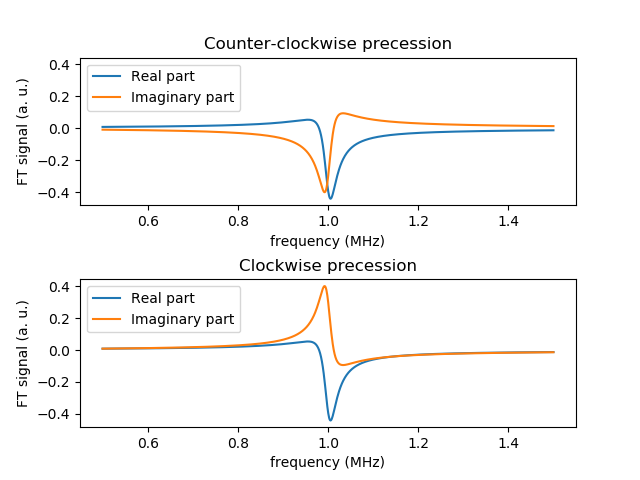 Counter-clockwise precession
FT signal (a. u.)
0.4
0.2
0.0
−0.2
−0.4
Real part
Imaginary part
0.6 0.8 1.0 1.2 1.4
frequency (MHz)
Clockwise precession
FT signal (a. u.)
0.4
0.2
0.0
−0.2
−0.4
Real part
Imaginary part
0.6 0.8 1.0 1.2 1.4
frequency (MHz)